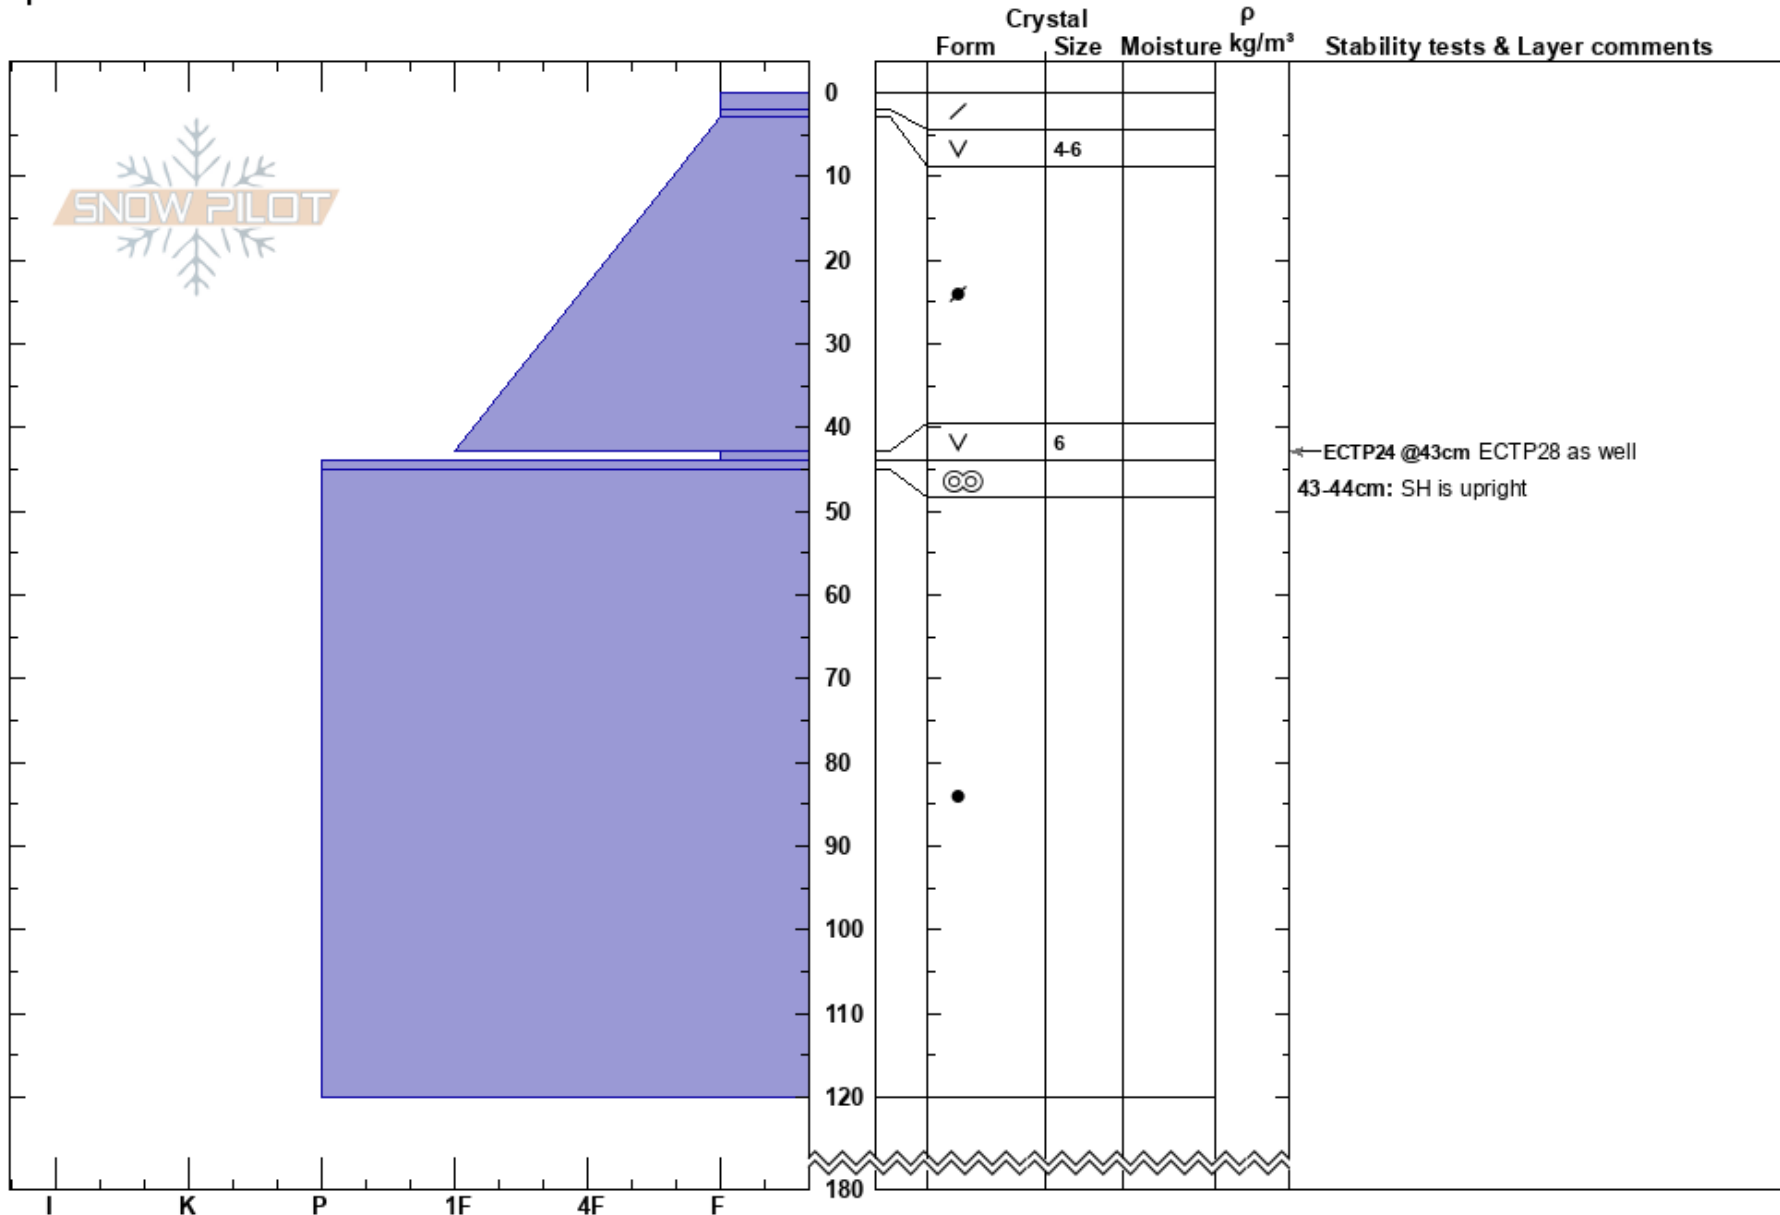 Crystal ρ
Form Size Moisture kg/m³ Stability tests & Layer comments
0
4-6
10
SNOW PILOT
20
30
40
6
ECTP24 @43cm ECTP28 as well
43-44cm: SH is upright
50
60
70
80
90
100
110
120
180
I K P 1F 4F F